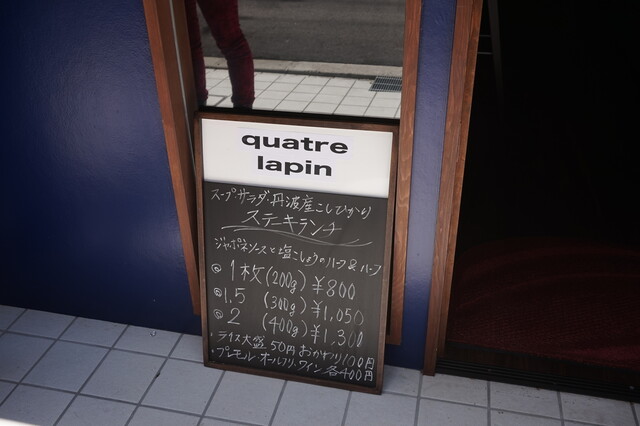 quatre
lapin
スープ・サラダ・丹波産こしひかり
ステーキランチ
ジャポネソースと塩こしょうのハーフ&ハーフ
◎ 1枚(200g) ¥800
◎ 1.5 (300g) ¥1,050
◎ 2 (400g) ¥1,300
・ライス大盛 50円 おかわり100円
・プレモル・オールフリー・ワイン 各400円